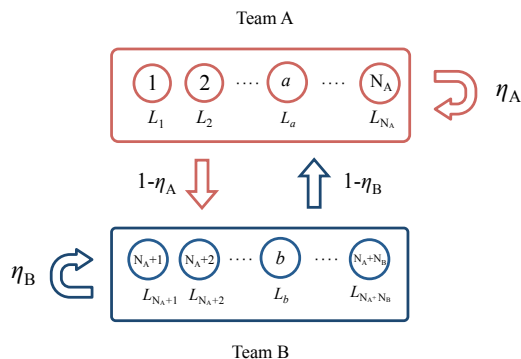 Team A
1 2 ···· a ···· N_A
L_1 L_2 L_a L_{N_A}
η_A
1-η_A 1-η_B
N_A+1 N_A+2 ···· b ···· N_A+N_B
L_{N_A+1} L_{N_A+2} L_b L_{N_A+N_B}
η_B
Team B